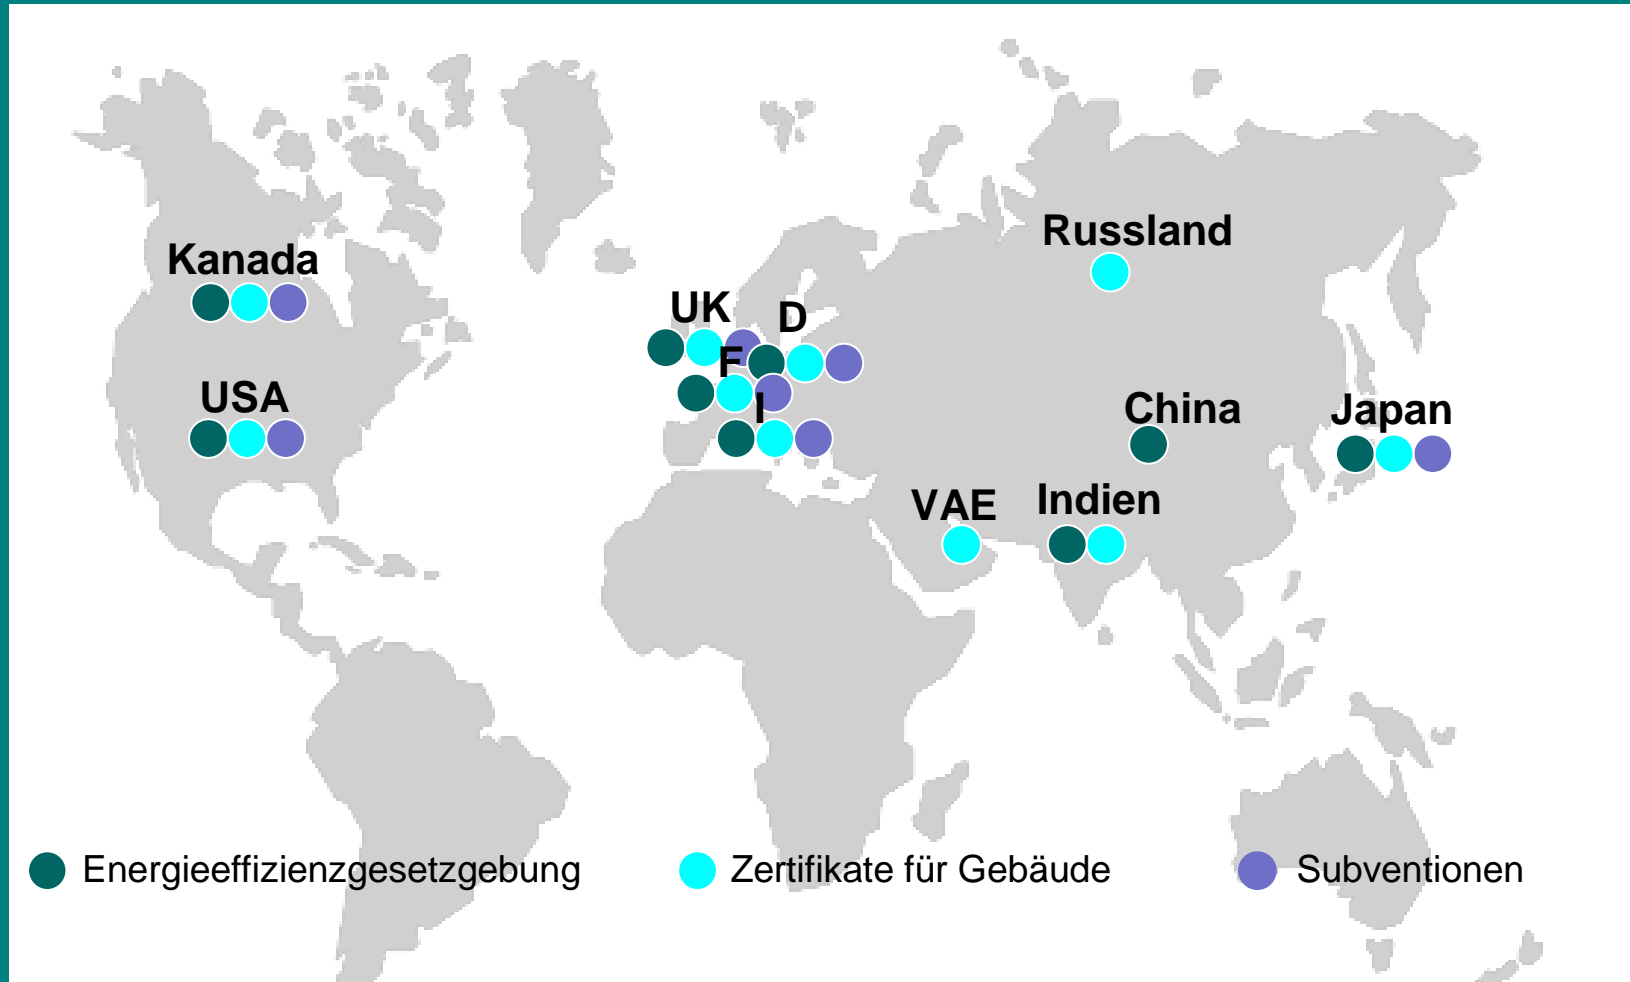 Russland
Kanada
UK
D
F
USA
I
China
Japan
VAE
Indien
Energieeffizienzgesetzgebung
Zertifikate für Gebäude
Subventionen